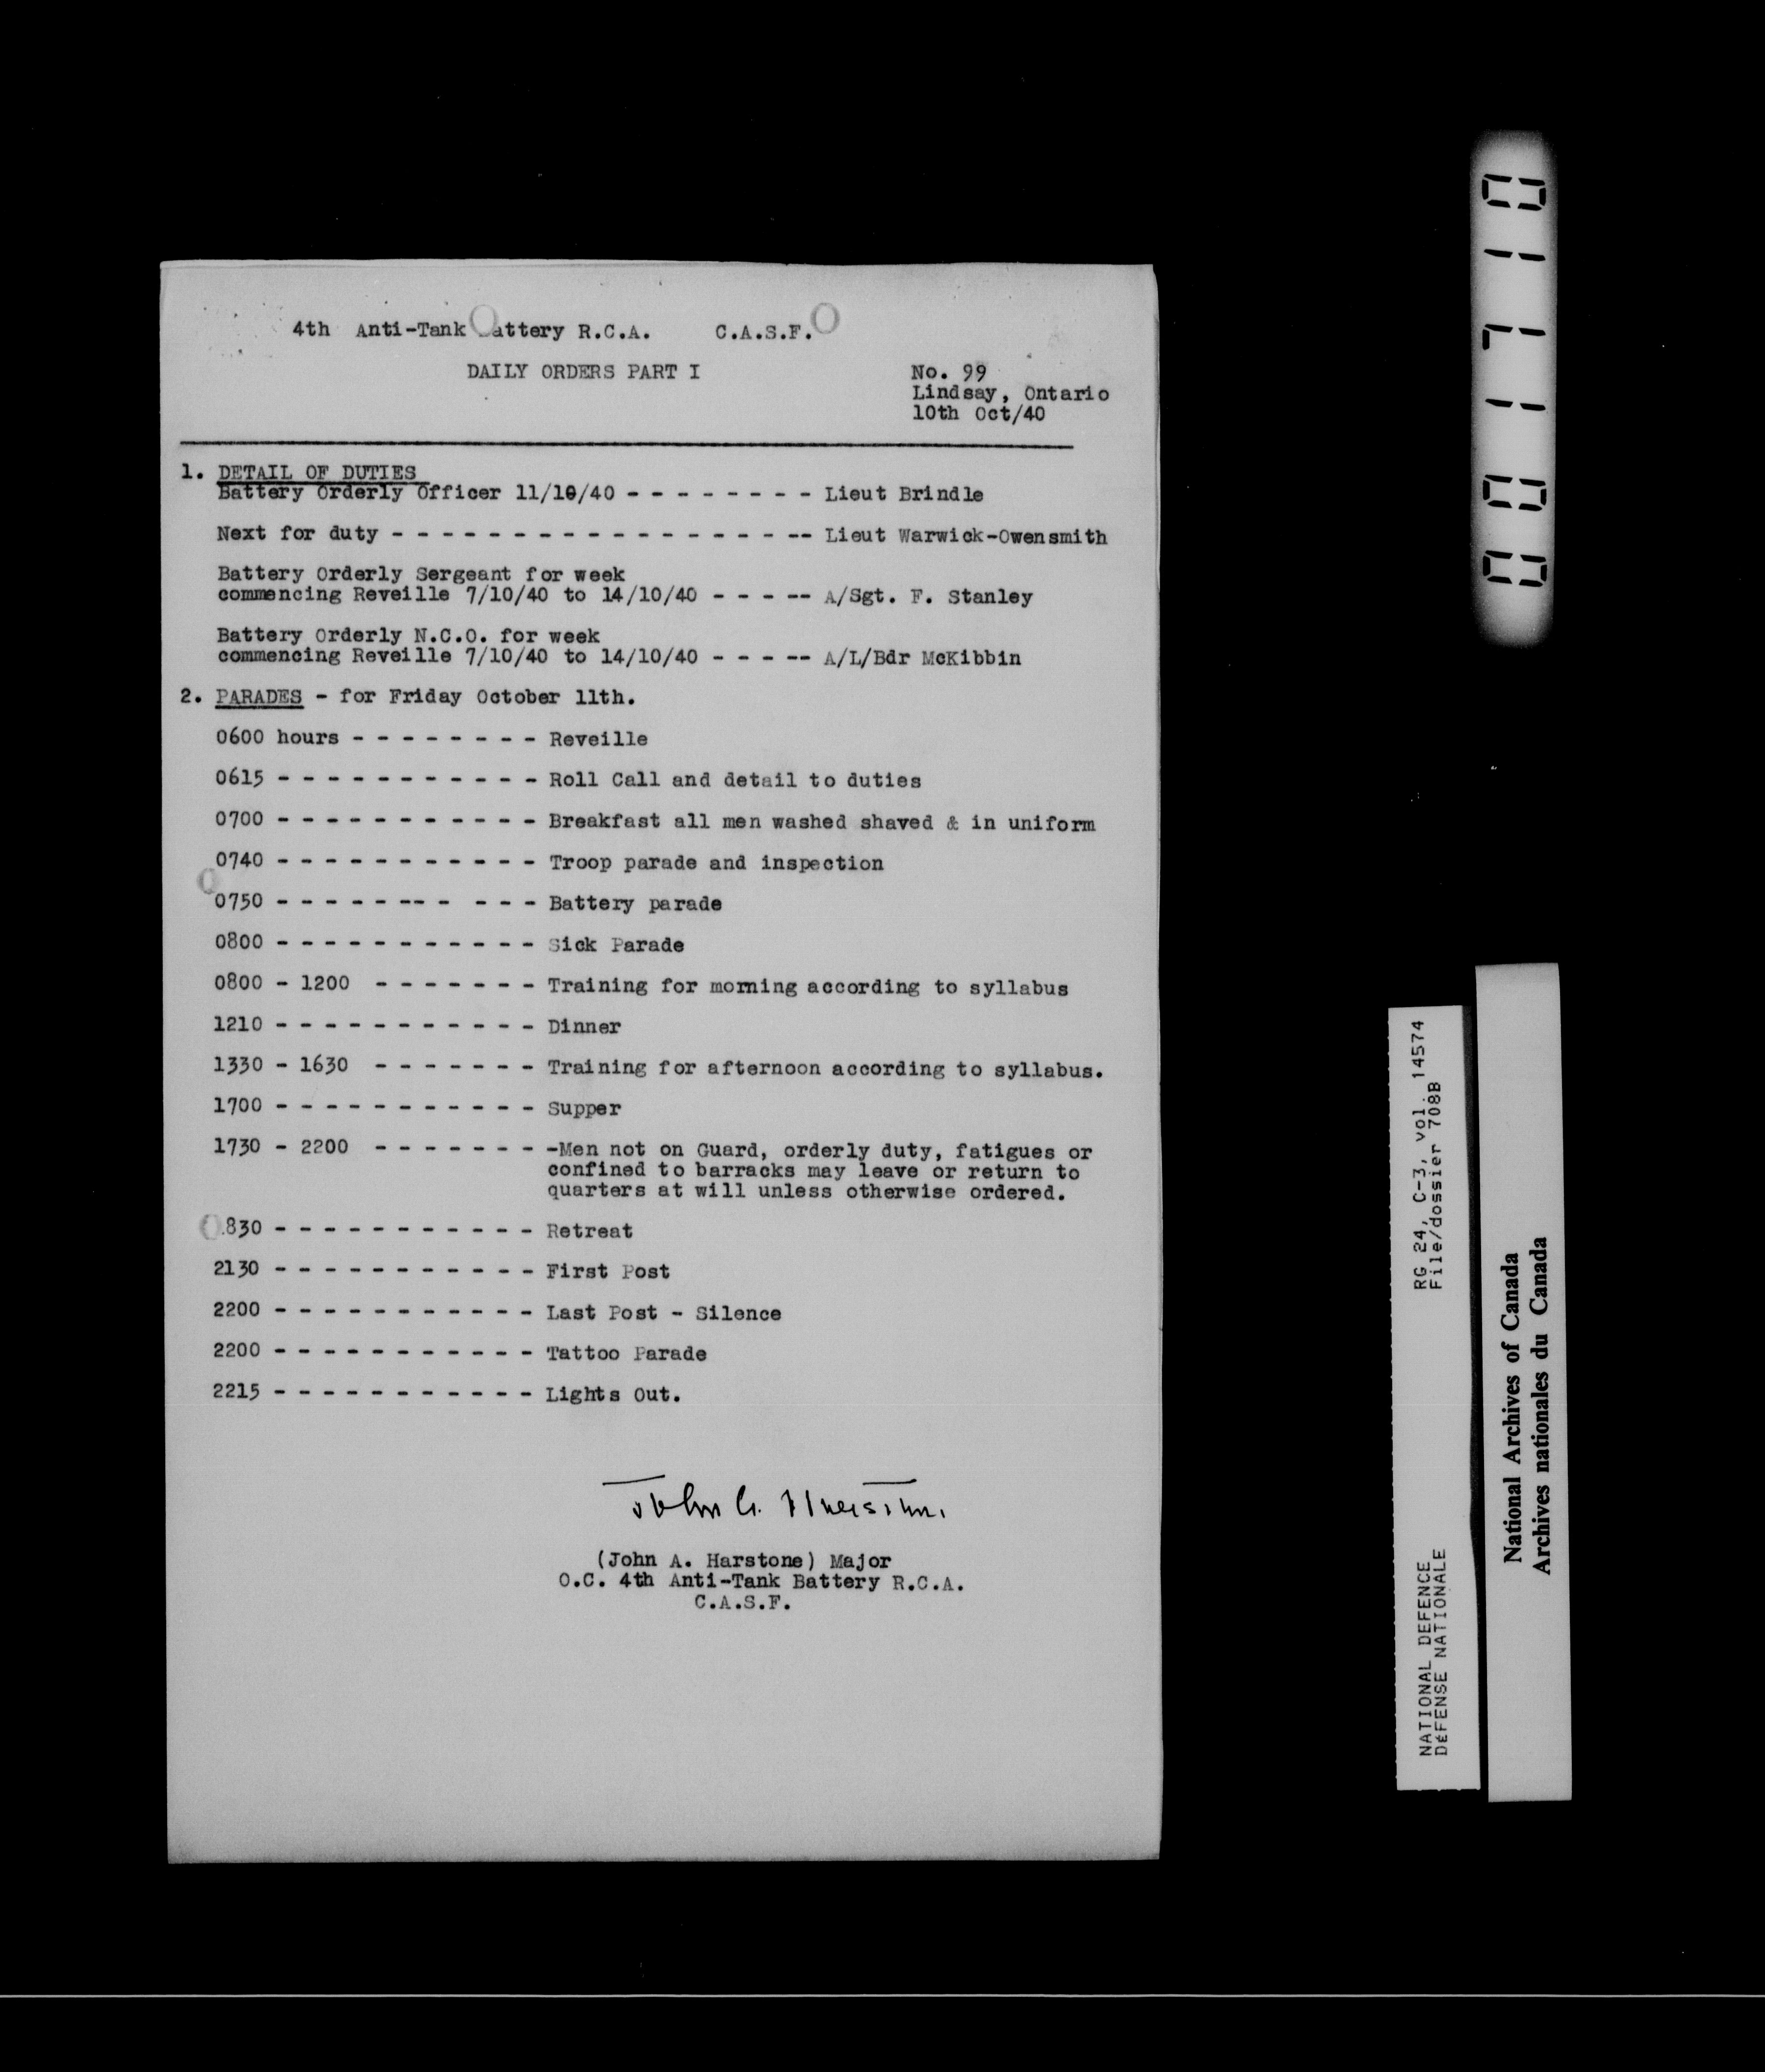 4th Anti-Tank attery R.C.A. C.A.S.F.
DAILY ORDERS PART I
No. 99
Lindsay, Ontario
10th Oct/40
1. DETAIL OF DUTIES
Battery Orderly Officer 11/10/40 - - - - - - - - Lieut Brindle
Next for duty - - - - - - - - - - - - - - - - - -- Lieut Warwick-Owensmith
Battery Orderly Sergeant for week
commencing Reveille 7/10/40 to 14/10/40 - - - -- A/Sgt. F. Stanley
Battery Orderly N.C.O. for week
commencing Reveille 7/10/40 to 14/10/40 - - - -- A/L/Bdr McKibbin
2. PARADES - for Friday October 11th.
0600 hours - - - - - - - - Reveille
0615 - - - - - - - - - - - Roll Call and detail to duties
0700 - - - - - - - - - - - Breakfast all men washed shaved & in uniform
0740 - - - - - - - - - - - Troop parade and inspection
0750 - - - - - -- - - - - Battery parade
0800 - - - - - - - - - - - Sick Parade
0800 - 1200 - - - - - - - Training for morning according to syllabus
1210 - - - - - - - - - - - Dinner
1330 - 1630 - - - - - - - Training for afternoon according to syllabus.
1700 - - - - - - - - - - - Supper
1730 - 2200 - - - - - - - -Men not on Guard, orderly duty, fatigues or
confined to barracks may leave or return to
quarters at will unless otherwise ordered.
830 - - - - - - - - - - - Retreat
2130 - - - - - - - - - - - First Post
2200 - - - - - - - - - - - Last Post - Silence
2200 - - - - - - - - - - - Tattoo Parade
2215 - - - - - - - - - - - Lights Out.
John A. Harstone.
(John A. Harstone) Major
O.C. 4th Anti-Tank Battery R.C.A.
C.A.S.F.
001710
RG 24, C-3, vol. 14574
File/dossier 708B
NATIONAL DEFENCE
DÉFENSE NATIONALE
National Archives of Canada
Archives nationales du Canada